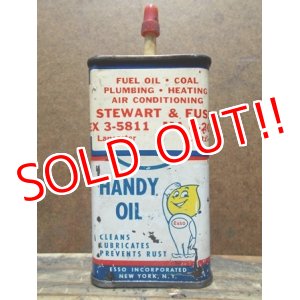 FUEL OIL • COAL
PLUMBING • HEATING
AIR CONDITIONING
STEWART & FUS
EX 3-5811
SOLD OUT!!
HANDY
OIL
Esso
CLEANS
LUBRICATES
PREVENTS RUST
ESSO INCORPORATED
NEW YORK, N.Y.